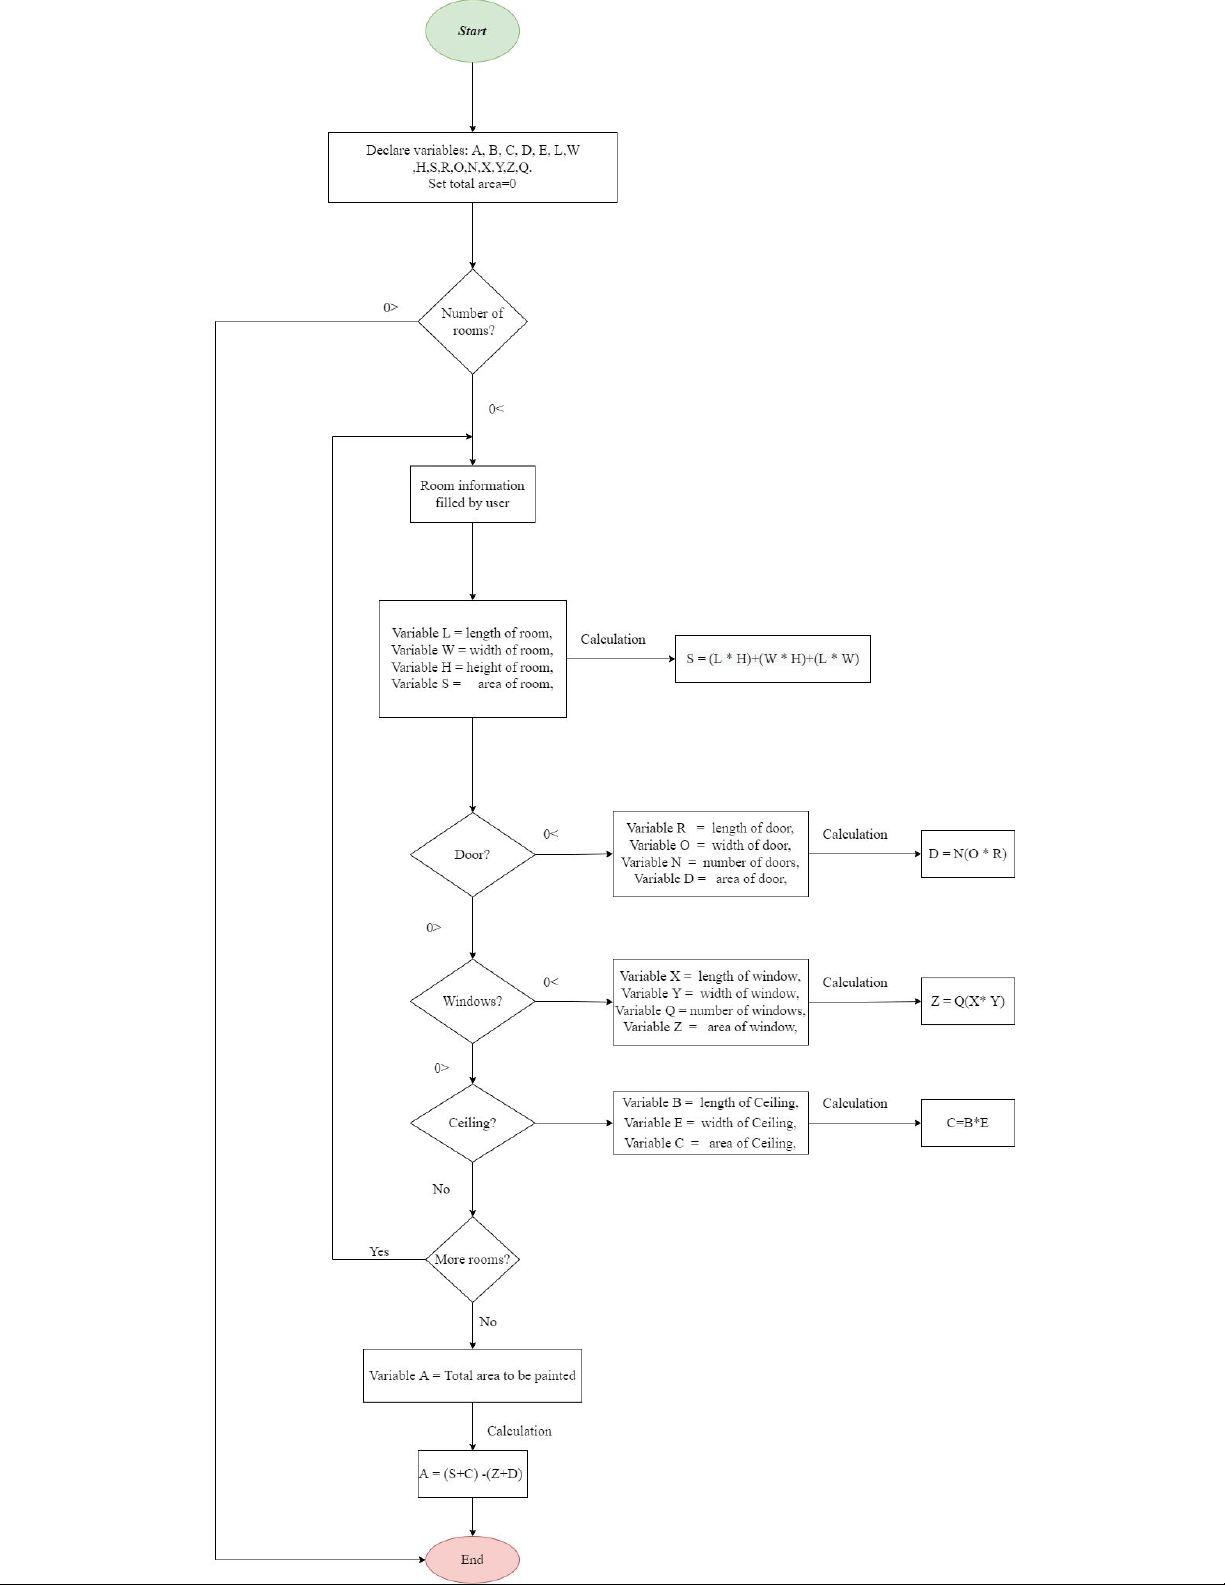 Start
Declare variables: A, B, C, D, E, L,W
,H,S,R,O,N,X,Y,Z,Q.
Set total area=0
0>
Number of
rooms?
0<
Room information
filled by user
Variable L = length of room,
Variable W = width of room,
Variable H = height of room,
Variable S = area of room,
Calculation
S = (L * H)+(W * H)+(L * W)
Door?
0<
Variable R = length of door,
Variable O = width of door,
Variable N = number of doors,
Variable D = area of door,
Calculation
D = N(O * R)
0>
Windows?
0<
Variable X = length of window,
Variable Y = width of window,
Variable Q = number of windows,
Variable Z = area of window,
Calculation
Z = Q(X* Y)
0>
Ceiling?
Variable B = length of Ceiling,
Variable E = width of Ceiling,
Variable C = area of Ceiling,
Calculation
C=B*E
No
Yes
More rooms?
No
Variable A = Total area to be painted
Calculation
A = (S+C) -(Z+D)
End